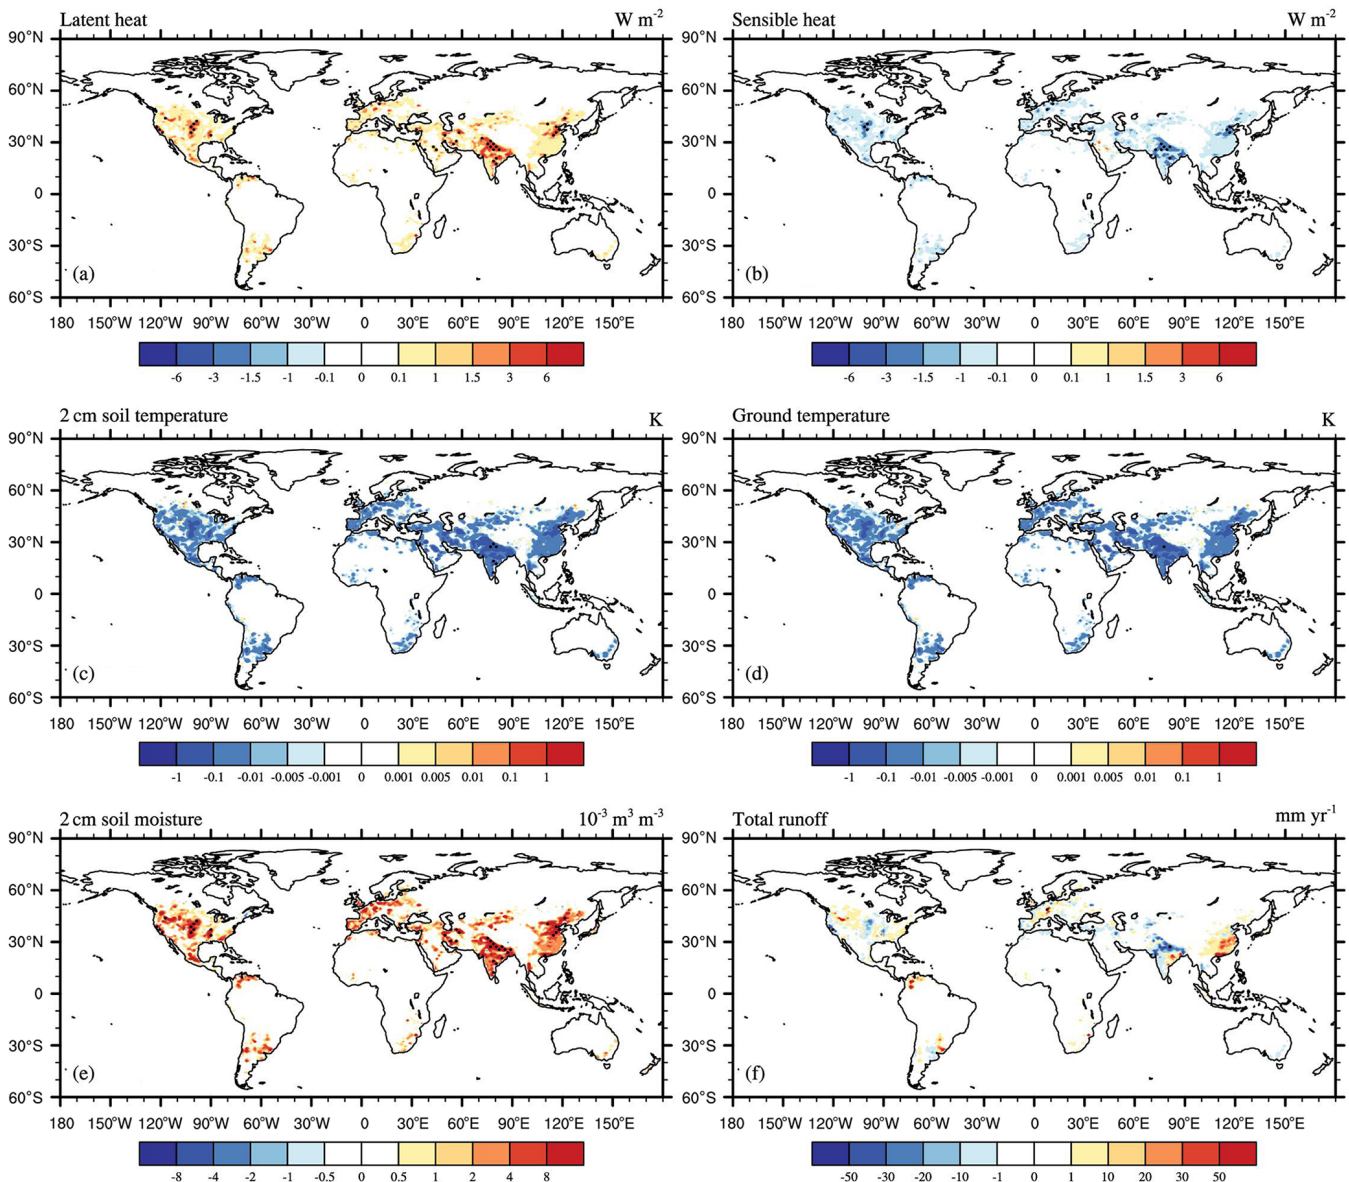 Latent heat W m-2 Sensible heat W m-2
90°N 90°N
60°N 60°N
30°N 30°N
0 0
30°S 30°S
(a) (b)
60°S 60°S
180 150°W 120°W 90°W 60°W 30°W 0 30°E 60°E 90°E 120°E 150°E 180 150°W 120°W 90°W 60°W 30°W 0 30°E 60°E 90°E 120°E 150°E
-6 -3 -1.5 -1 -0.1 0 0.1 1 1.5 3 6 -6 -3 -1.5 -1 -0.1 0 0.1 1 1.5 3 6
2 cm soil temperature K Ground temperature K
90°N 90°N
60°N 60°N
30°N 30°N
0 0
30°S 30°S
(c) (d)
60°S 60°S
180 150°W 120°W 90°W 60°W 30°W 0 30°E 60°E 90°E 120°E 150°E 180 150°W 120°W 90°W 60°W 30°W 0 30°E 60°E 90°E 120°E 150°E
-1 -0.1 -0.01 -0.005 -0.001 0 0.001 0.005 0.01 0.1 1 -1 -0.1 -0.01 -0.005 -0.001 0 0.001 0.005 0.01 0.1 1
2 cm soil moisture 10-3 m3 m-3 Total runoff mm yr-1
90°N 90°N
60°N 60°N
30°N 30°N
0 0
30°S 30°S
(e) (f)
60°S 60°S
180 150°W 120°W 90°W 60°W 30°W 0 30°E 60°E 90°E 120°E 150°E 180 150°W 120°W 90°W 60°W 30°W 0 30°E 60°E 90°E 120°E 150°E
-8 -4 -2 -1 -0.5 0 0.5 1 2 4 8 -50 -30 -20 -10 -1 0 1 10 20 30 50